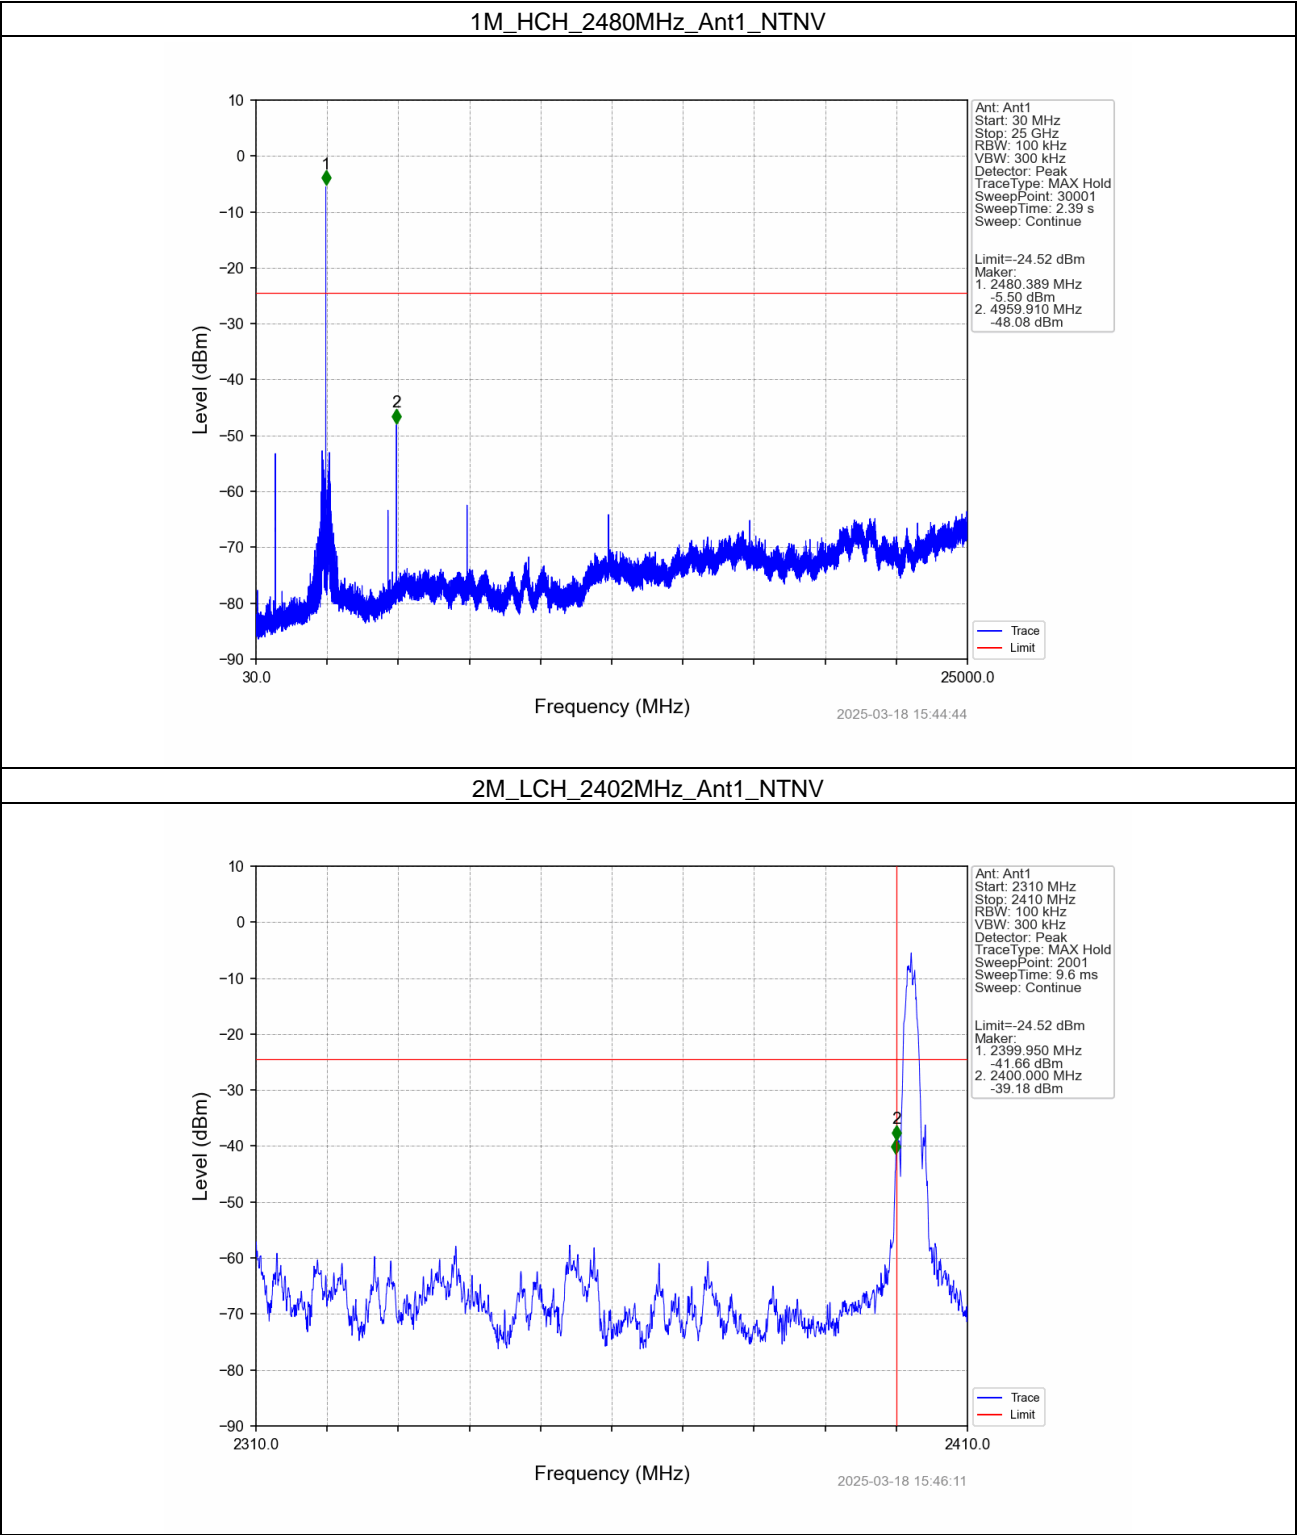 1M_HCH_2480MHz_Ant1_NTNV
10
0
−10
−20
−30
−40
−50
−60
−70
−80
−90
Level (dBm)
1
2
30.0
25000.0
Frequency (MHz)
2025-03-18 15:44:44
Ant: Ant1
Start: 30 MHz
Stop: 25 GHz
RBW: 100 kHz
VBW: 300 kHz
Detector: Peak
TraceType: MAX Hold
SweepPoint: 30001
SweepTime: 2.39 s
Sweep: Continue
Limit=-24.52 dBm
Maker:
1. 2480.389 MHz
-5.50 dBm
2. 4959.910 MHz
-48.08 dBm
Trace
Limit
2M_LCH_2402MHz_Ant1_NTNV
10
0
−10
−20
−30
−40
−50
−60
−70
−80
−90
Level (dBm)
2
2310.0
2410.0
Frequency (MHz)
2025-03-18 15:46:11
Ant: Ant1
Start: 2310 MHz
Stop: 2410 MHz
RBW: 100 kHz
VBW: 300 kHz
Detector: Peak
TraceType: MAX Hold
SweepPoint: 2001
SweepTime: 9.6 ms
Sweep: Continue
Limit=-24.52 dBm
Maker:
1. 2399.950 MHz
-41.66 dBm
2. 2400.000 MHz
-39.18 dBm
Trace
Limit